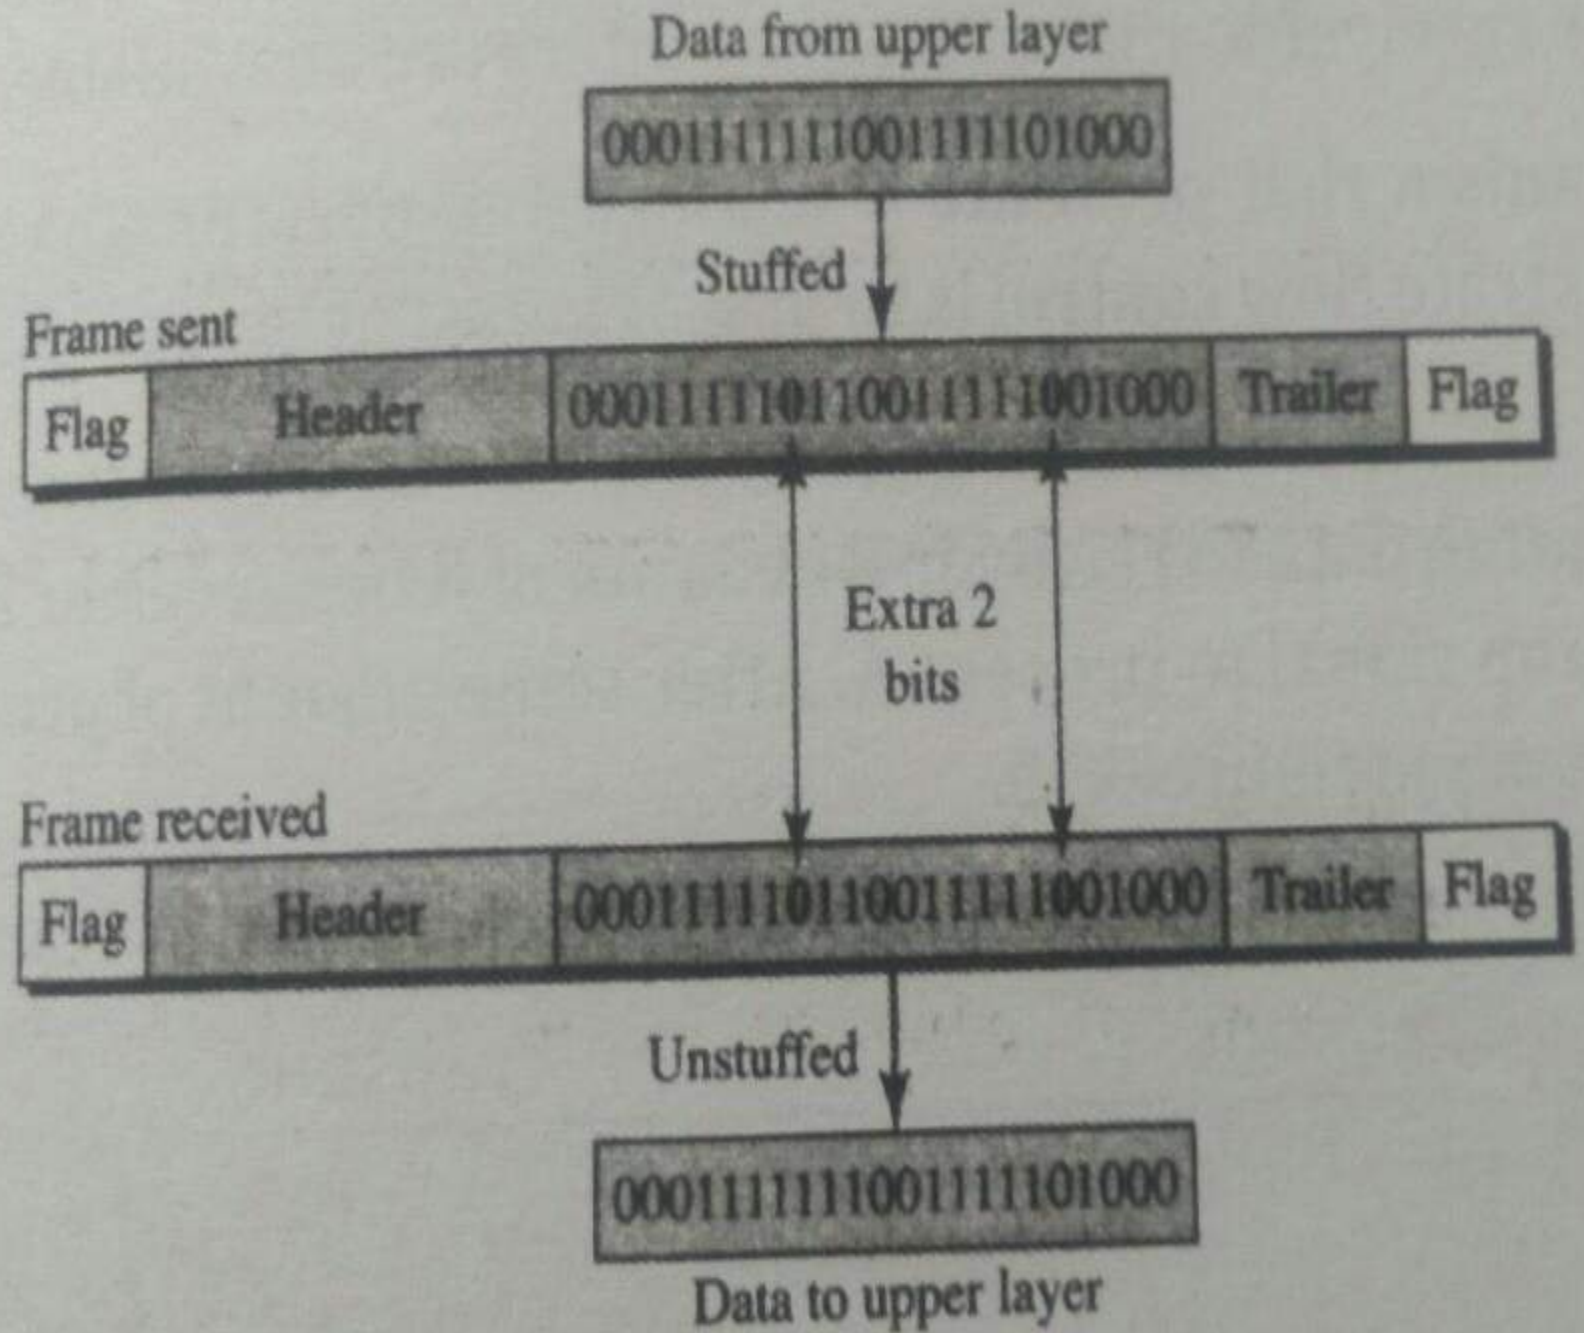 Data from upper layer
0001111111001111101000
Stuffed
Frame sent
Flag Header 000111110110011111001000 Trailer Flag
Extra 2
bits
Frame received
Flag Header 000111110110011111001000 Trailer Flag
Unstuffed
0001111111001111101000
Data to upper layer